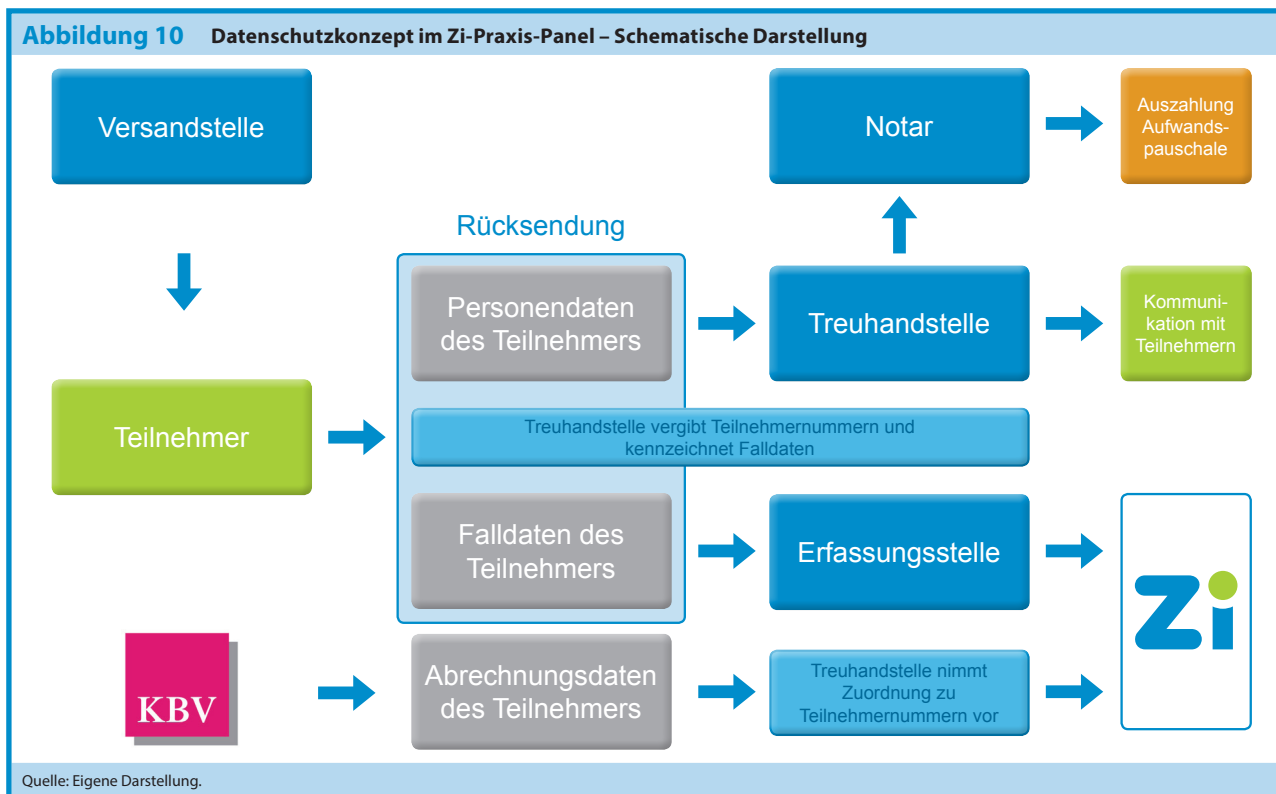 Abbildung 10 Datenschutzkonzept im Zi-Praxis-Panel – Schematische Darstellung
Versandstelle
Notar
Auszahlung
Aufwands-
pauschale
Rücksendung
Personendaten
des Teilnehmers
Treuhandstelle
Kommuni-
kation mit
Teilnehmern
Teilnehmer
Treuhandstelle vergibt Teilnehmernummern und
kennzeichnet Falldaten
Falldaten des
Teilnehmers
Erfassungsstelle
Zi
KBV
Abrechnungsdaten
des Teilnehmers
Treuhandstelle nimmt
Zuordnung zu
Teilnehmernummern vor
Quelle: Eigene Darstellung.